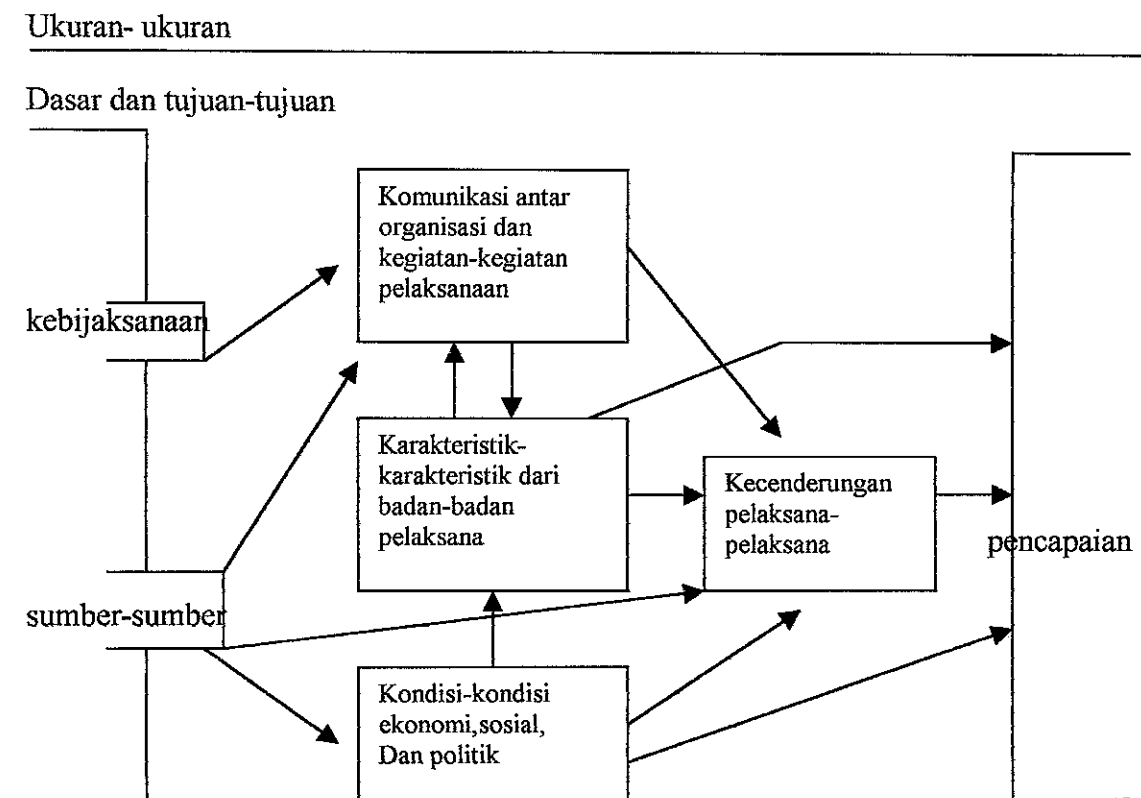 Ukuran- ukuran
Dasar dan tujuan-tujuan
Komunikasi antar
organisasi dan
kegiatan-kegiatan
pelaksanaan
kebijaksanaan
Karakteristik-
karakteristik dari
badan-badan
pelaksana
Kecenderungan
pelaksana-
pelaksana
pencapaian
sumber-sumber
Kondisi-kondisi
ekonomi,sosial,
Dan politik